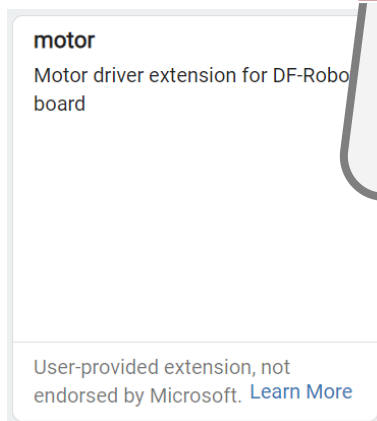 motor
Motor driver extension for DF-Robo
board
User-provided extension, not
endorsed by Microsoft. Learn More